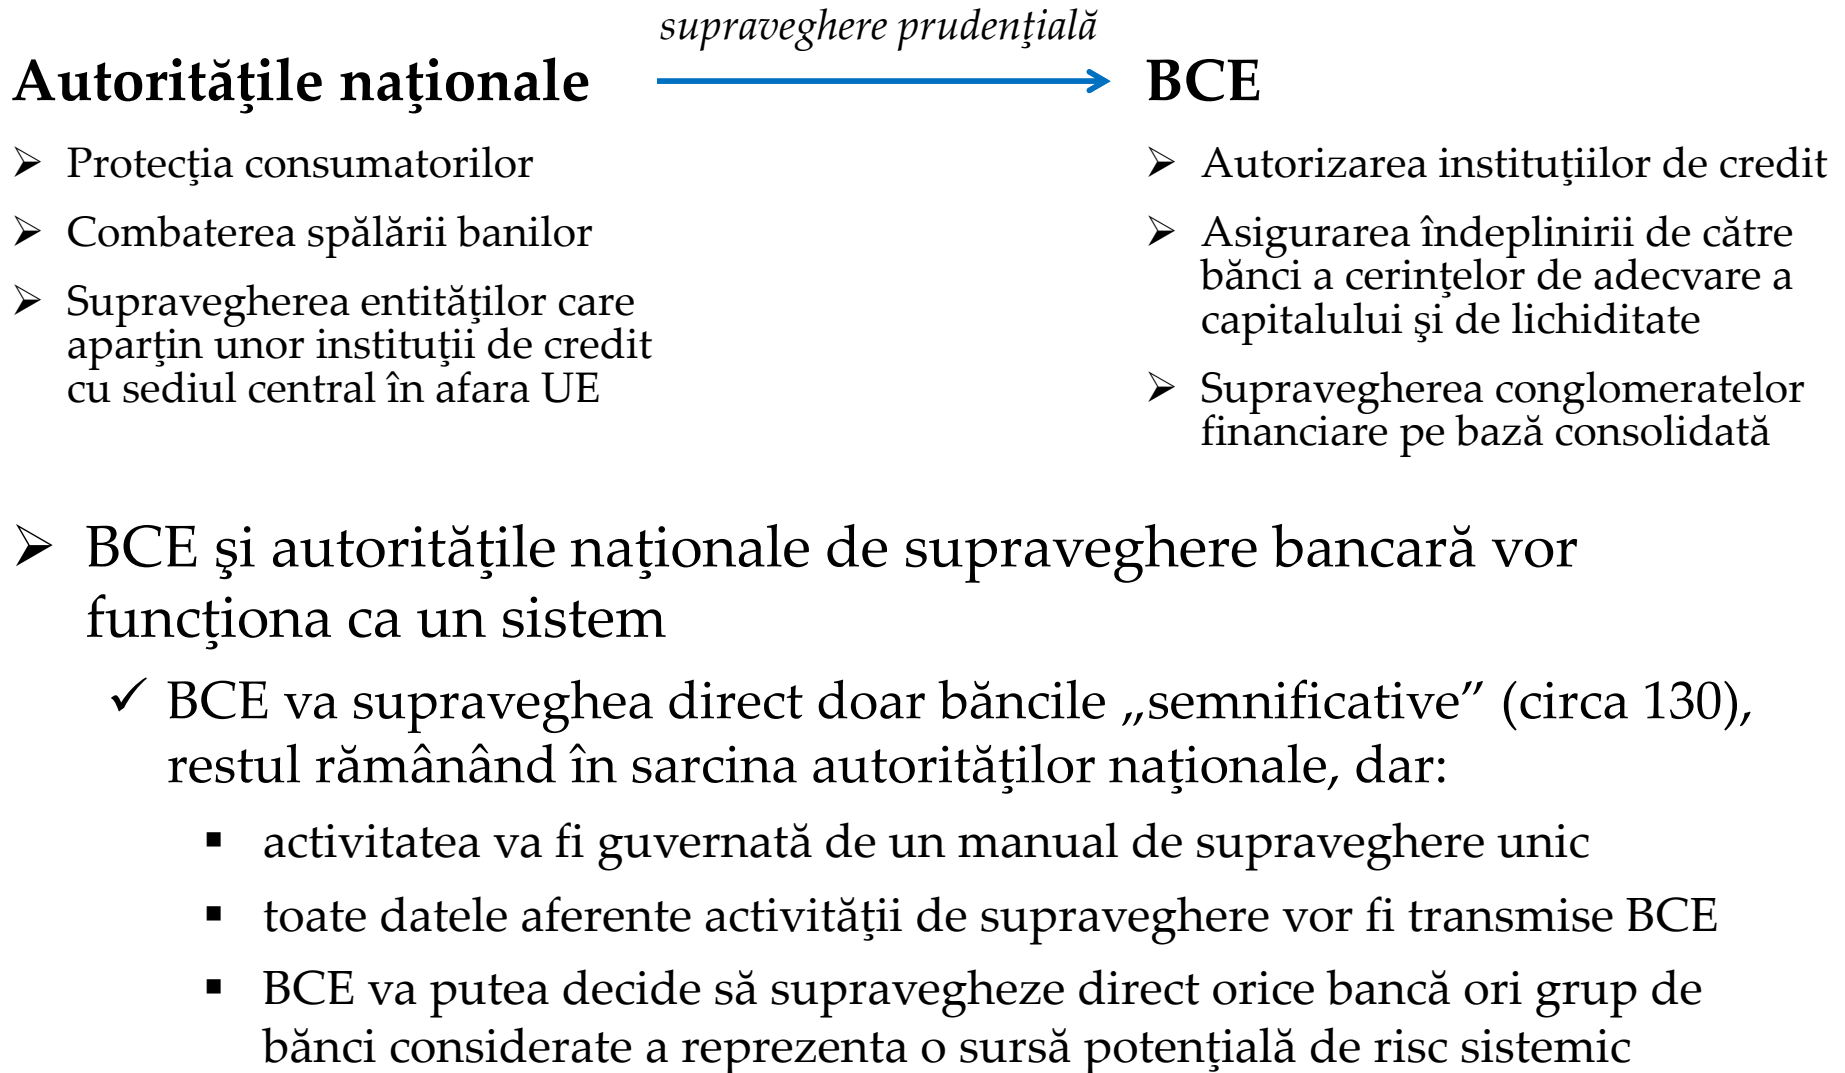 supraveghere prudenţială
Autorităţile naţionale
BCE
➢ Protecţia consumatorilor
➢ Combaterea spălării banilor
➢ Supravegherea entităţilor care
aparţin unor instituţii de credit
cu sediul central în afara UE
➢ Autorizarea instituţiilor de credit
➢ Asigurarea îndeplinirii de către
bănci a cerinţelor de adecvare a
capitalului şi de lichiditate
➢ Supravegherea conglomeratelor
financiare pe bază consolidată
➢ BCE şi autorităţile naţionale de supraveghere bancară vor
funcţiona ca un sistem
✓ BCE va supraveghea direct doar băncile „semnificative” (circa 130),
restul rămânând în sarcina autorităţilor naţionale, dar:
▪ activitatea va fi guvernată de un manual de supraveghere unic
▪ toate datele aferente activităţii de supraveghere vor fi transmise BCE
▪ BCE va putea decide să supravegheze direct orice bancă ori grup de
bănci considerate a reprezenta o sursă potenţială de risc sistemic